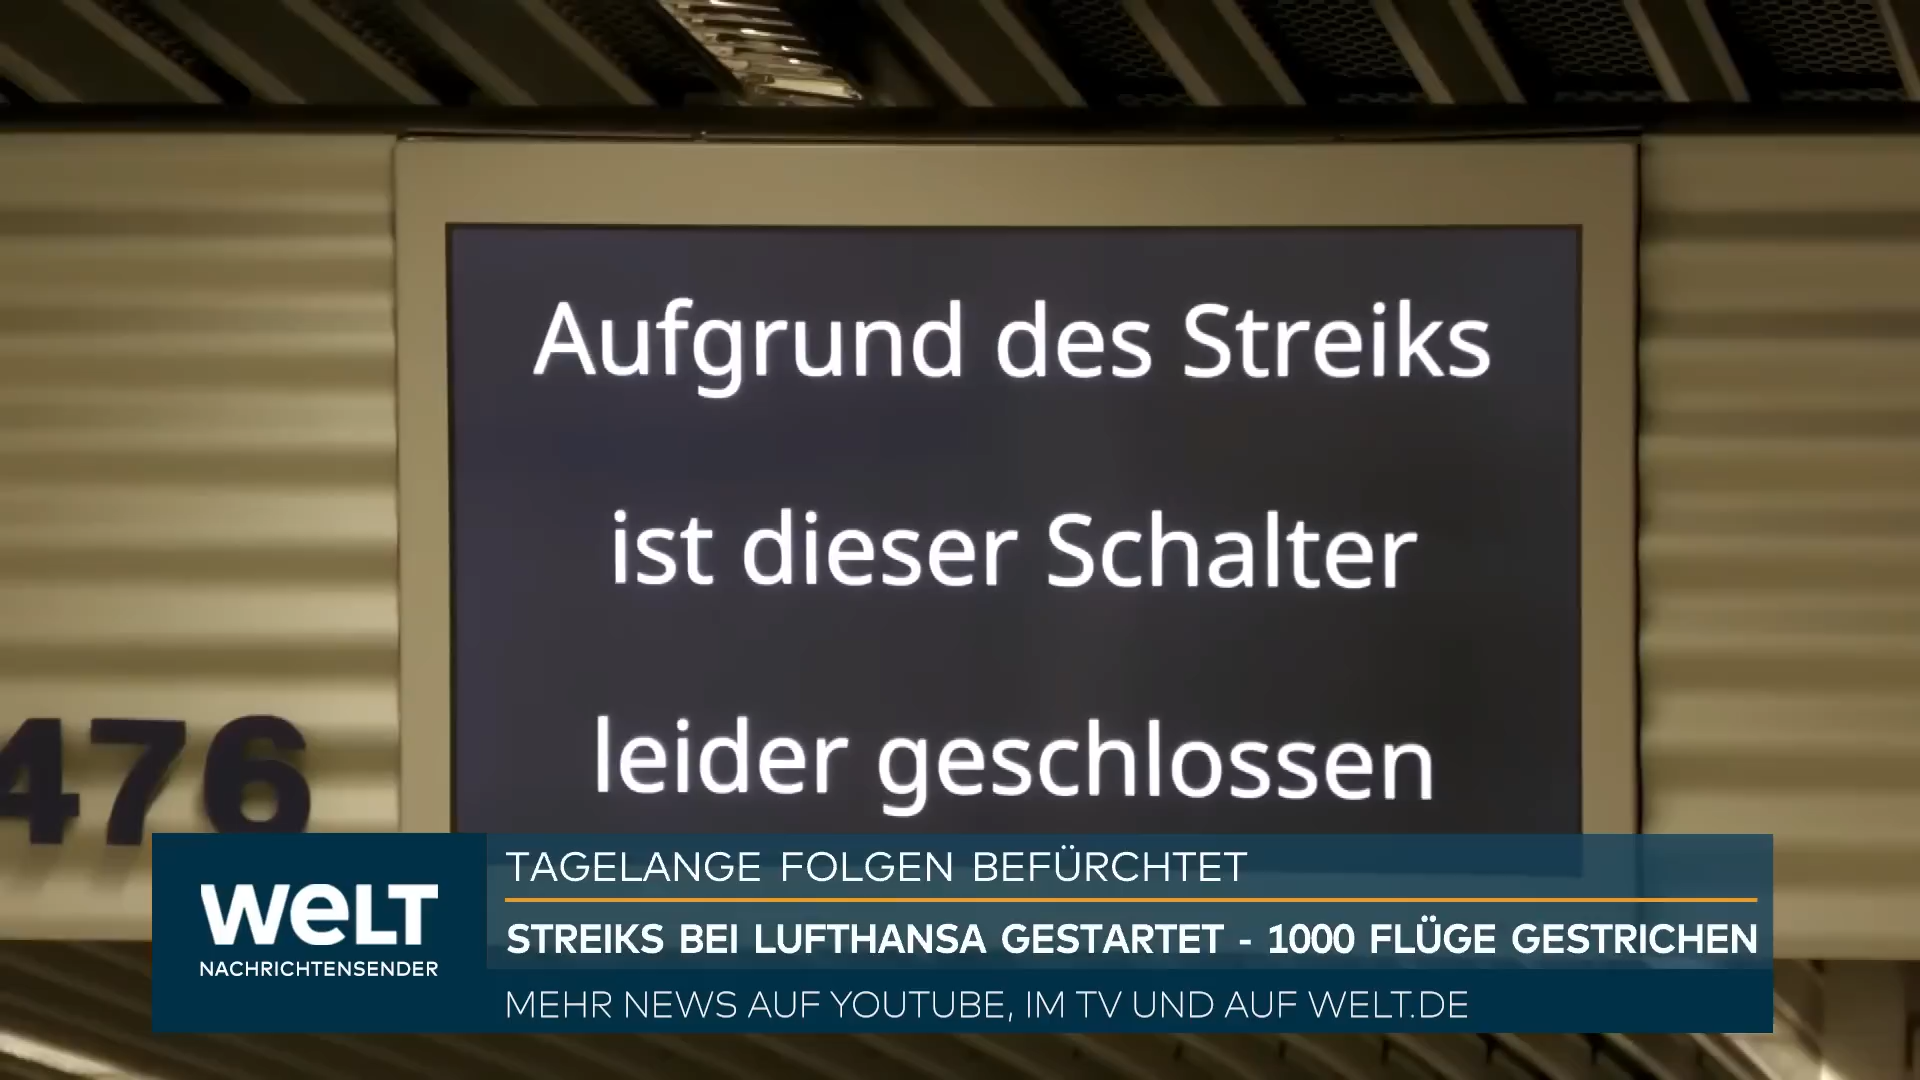 Aufgrund des Streiks
ist dieser Schalter
leider geschlossen
476
WELT
NACHRICHTENSENDER
TAGELANGE FOLGEN BEFÜRCHTET
STREIKS BEI LUFTHANSA GESTARTET - 1000 FLÜGE GESTRICHEN
MEHR NEWS AUF YOUTUBE, IM TV UND AUF WELT.DE